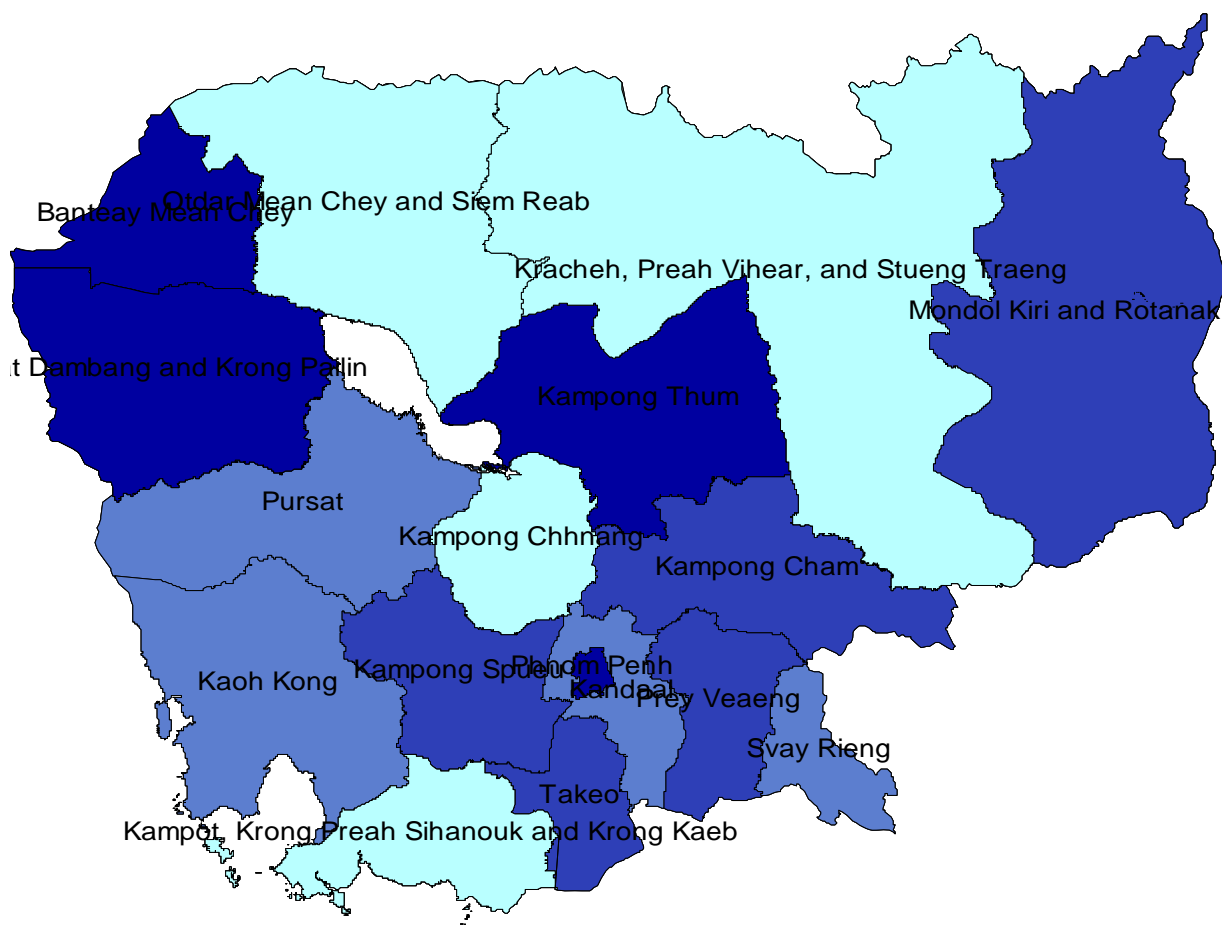 Otdar Mean Chey and Siem Reab
Banteay Mean Chey
Kracheh, Preah Vihear, and Stueng Traeng
Mondol Kiri and Rotanak
at Dambang and Krong Pailin
Kampong Thum
Pursat
Kampong Chhnang
Kampong Cham
Phnom Penh
Kampong Spueu
Kaoh Kong
Kandaal
Prey Veaeng
Svay Rieng
Takeo
Kampot, Krong Preah Sihanouk and Krong Kaeb